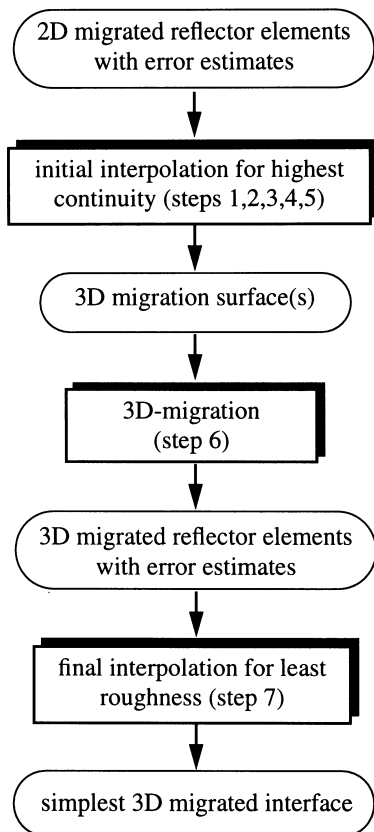 2D migrated reflector elements
with error estimates
initial interpolation for highest
continuity (steps 1,2,3,4,5)
3D migration surface(s)
3D-migration
(step 6)
3D migrated reflector elements
with error estimates
final interpolation for least
roughness (step 7)
simplest 3D migrated interface